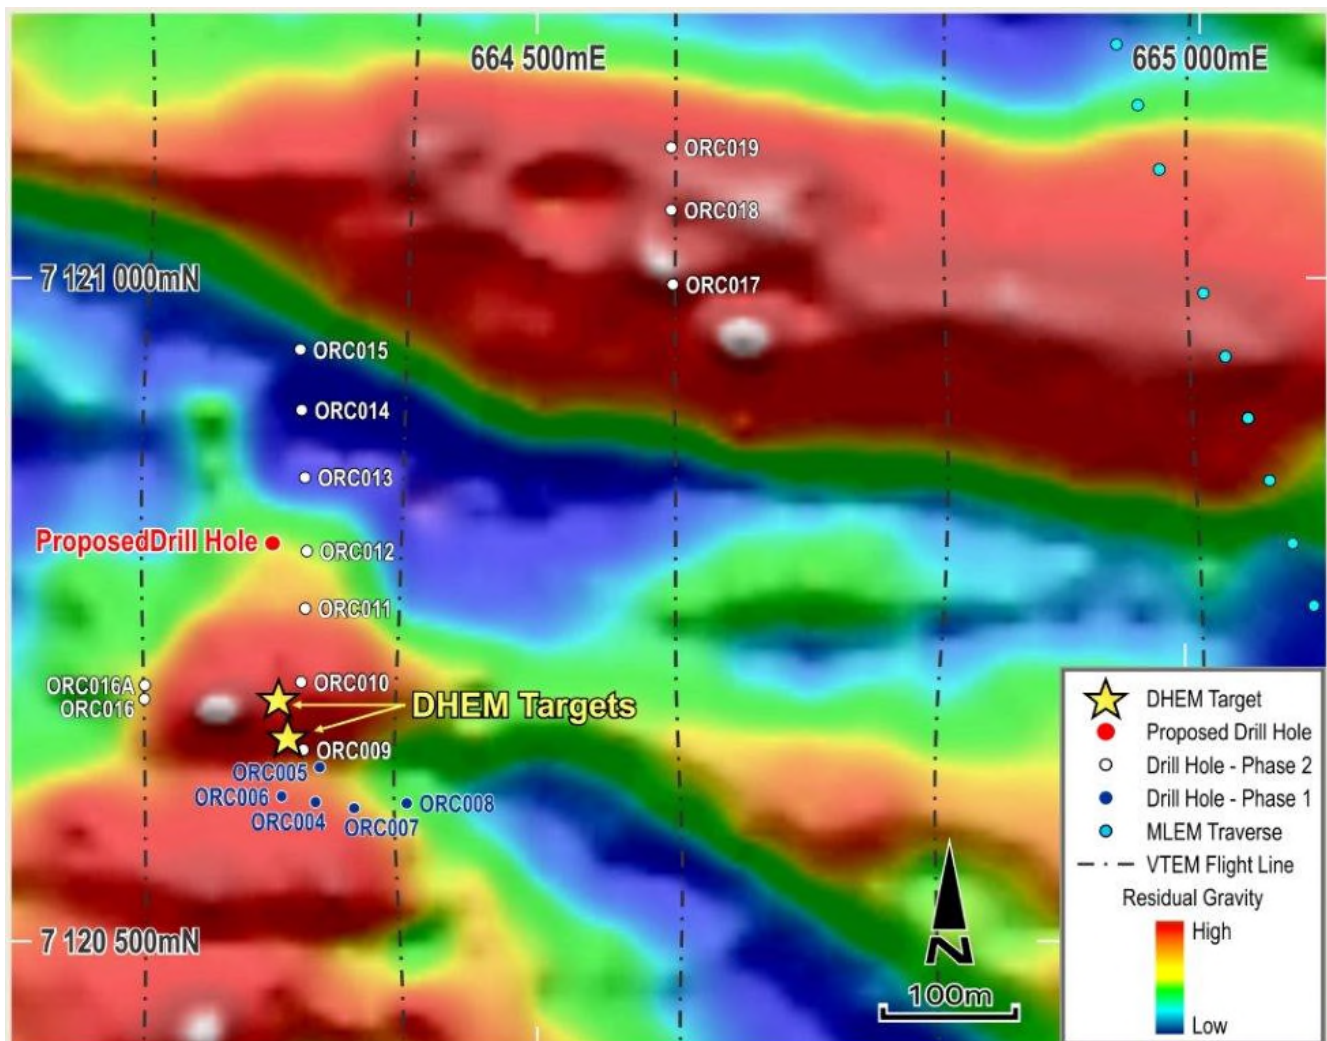 664 500mE
665 000mE
ORC019
ORC018
7 121 000mN
ORC017
ORC015
ORC014
ORC013
ProposedDrill Hole
ORC012
ORC011
ORC016A
ORC010
ORC016
DHEM Targets
ORC009
ORC005
ORC006
ORC008
ORC004
ORC007
7 120 500mN
N
100m
DHEM Target
Proposed Drill Hole
Drill Hole - Phase 2
Drill Hole - Phase 1
MLEM Traverse
VTEM Flight Line
Residual Gravity
High
Low